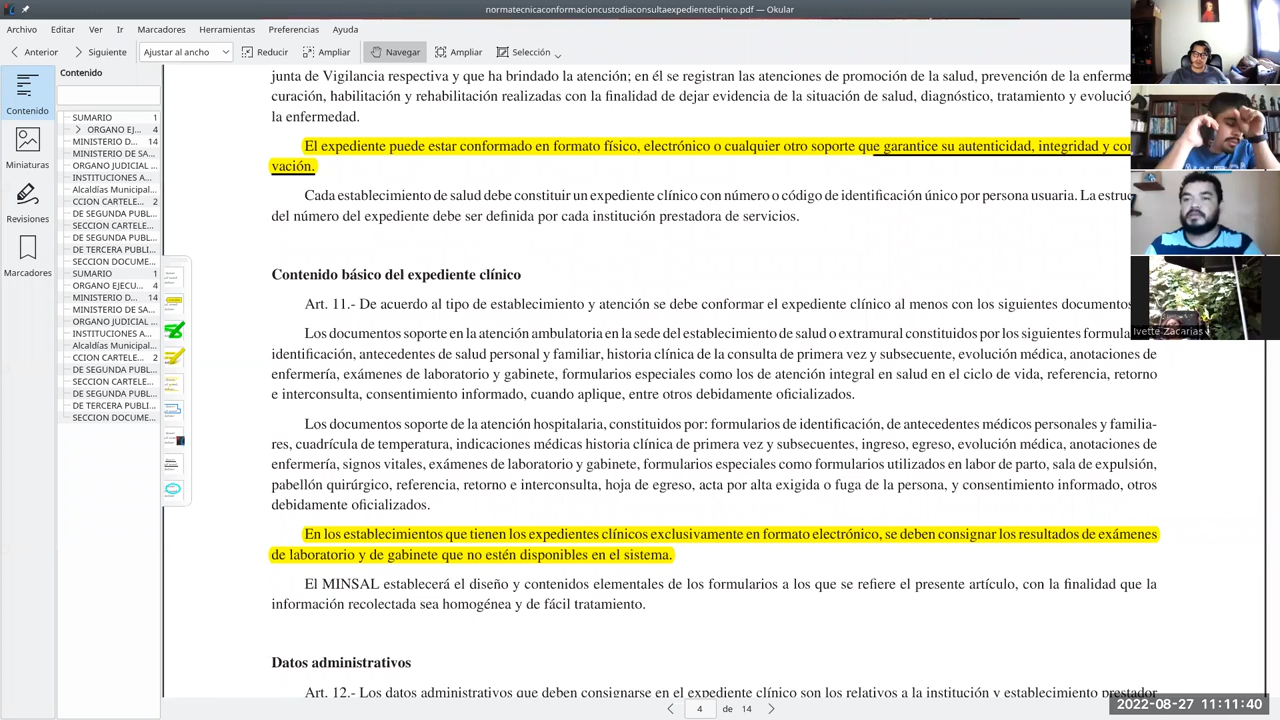 normatecnicaconformacioncustodiaconsultaexpedienteclinico.pdf — Okular
Archivo Editar Ver Ir Marcadores Herramientas Preferencias Ayuda
Anterior Siguiente Ajustar al ancho Reducir Ampliar Navegar Ampliar Selección
Contenido
Contenido
Miniaturas
Revisiones
Marcadores
SUMARIO 1
ORGANO EJ... 4
MINISTERIO D... 14
MINISTERIO DE SA...
ORGANO JUDICIAL ...
INSTITUCIONES A...
Alcaldías Municipal...
CCION CARTELE... 2
DE SEGUNDA PUBL...
SECCION CARTELE...
DE SEGUNDA PUBL...
DE TERCERA PUBLI...
SECCION DOCUME...
SUMARIO 1
ORGANO EJECU... 4
MINISTERIO D... 14
MINISTERIO DE SA...
ORGANO JUDICIAL ...
INSTITUCIONES A...
Alcaldías Municipal...
CCION CARTELE... 2
DE SEGUNDA PUBL...
SECCION CARTELE...
DE SEGUNDA PUBL...
DE TERCERA PUBLI...
SECCION DOCUME...
junta de Vigilancia respectiva y que ha brindado la atención; en él se registran las atenciones de promoción de la salud, prevención de la enferme
curación, habilitación y rehabilitación realizadas con la finalidad de dejar evidencia de la situación de salud, diagnóstico, tratamiento y evolució
la enfermedad.
El expediente puede estar conformado en formato físico, electrónico o cualquier otro soporte que garantice su autenticidad, integridad y con
vación.
Cada establecimiento de salud debe constituir un expediente clínico con número o código de identificación único por persona usuaria. La estruc
del número del expediente debe ser definida por cada institución prestadora de servicios.
Contenido básico del expediente clínico
Art. 11.- De acuerdo al tipo de establecimiento y atención se debe conformar el expediente clínico al menos con los siguientes documentos
Los documentos soporte en la atención ambulatoria en la sede del establecimiento de salud o extramural constituidos por los siguientes formula
identificación, antecedentes de salud personal y familiar, historia clínica de la consulta de primera vez y subsecuente, evolución médica, anotaciones de
enfermería, exámenes de laboratorio y gabinete, formularios especiales como los de atención integral en salud en el ciclo de vida, referencia, retorno
e interconsulta, consentimiento informado, cuando aplique, entre otros debidamente oficializados.
Los documentos soporte de la atención hospitalaria, constituidos por: formularios de identificación, de antecedentes médicos personales y familia-
res, cuadrícula de temperatura, indicaciones médicas historia clínica de primera vez y subsecuentes, ingreso, egreso, evolución médica, anotaciones de
enfermería, signos vitales, exámenes de laboratorio y gabinete, formularios especiales como formularios utilizados en labor de parto, sala de expulsión,
pabellón quirúrgico, referencia, retorno e interconsulta, hoja de egreso, acta por alta exigida o fuga de la persona, y consentimiento informado, otros
debidamente oficializados.
En los establecimientos que tienen los expedientes clínicos exclusivamente en formato electrónico, se deben consignar los resultados de exámenes
de laboratorio y de gabinete que no estén disponibles en el sistema.
El MINSAL establecerá el diseño y contenidos elementales de los formularios a los que se refiere el presente artículo, con la finalidad que la
información recolectada sea homogénea y de fácil tratamiento.
Datos administrativos
Art. 12.- Los datos administrativos que deben consignarse en el expediente clínico son los relativos a la institución y establecimiento prestador
4 de 14
Ivette Zacarias
2022-08-27 11:11:40